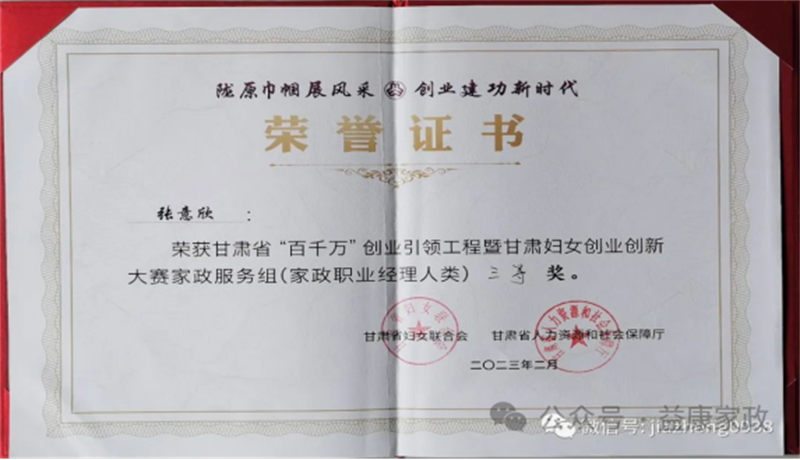 陇原巾帼展风采 创业建功新时代
荣誉证书
张意欣 :
荣获甘肃省“百千万”创业引领工程暨甘肃妇女创业创新
大赛家政服务组(家政职业经理人类) 三等 奖。
甘肃省妇女联合会 甘肃省人力资源和社会保障厅
二〇二三年二月
公众号 · 益康家政
微信号: jiazheng0938